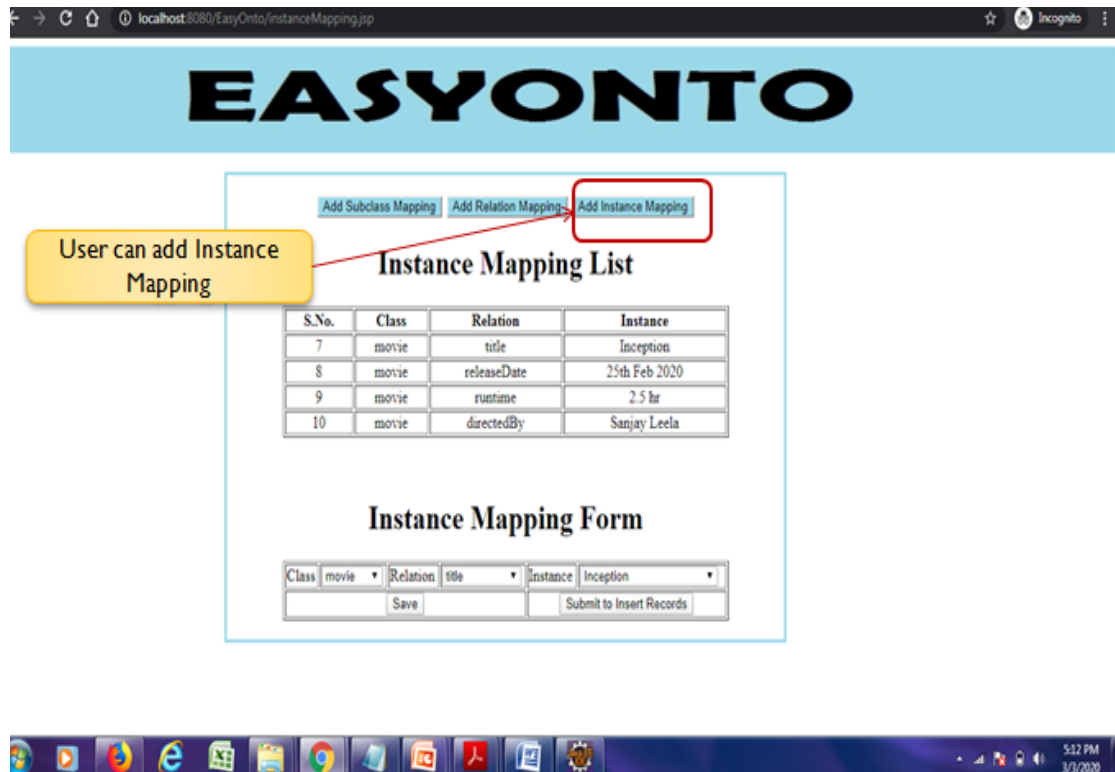 localhost:8080/EasyOnto/instanceMapping.jsp Incognito
EASYONTO
Add Subclass Mapping Add Relation Mapping Add Instance Mapping
User can add Instance
Mapping
Instance Mapping List
S.No. Class Relation Instance
7 movie title Inception
8 movie releaseDate 25th Feb 2020
9 movie runtime 2.5 hr
10 movie directedBy Sanjay Leela
Instance Mapping Form
Class movie Relation title Instance Inception
Save Submit to Insert Records
5:12 PM
3/3/2020